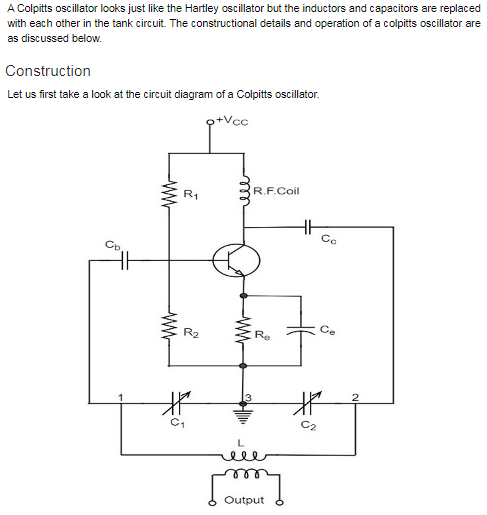 A Colpitts oscillator looks just like the Hartley oscillator but the inductors and capacitors are replaced
with each other in the tank circuit. The constructional details and operation of a colpitts oscillator are
as discussed below.
Construction
Let us first take a look at the circuit diagram of a Colpitts oscillator.
+Vcc
R1
R.F.Coil
Cc
Cb
R2
Re
Ce
1
3
2
C1
C2
L
Output